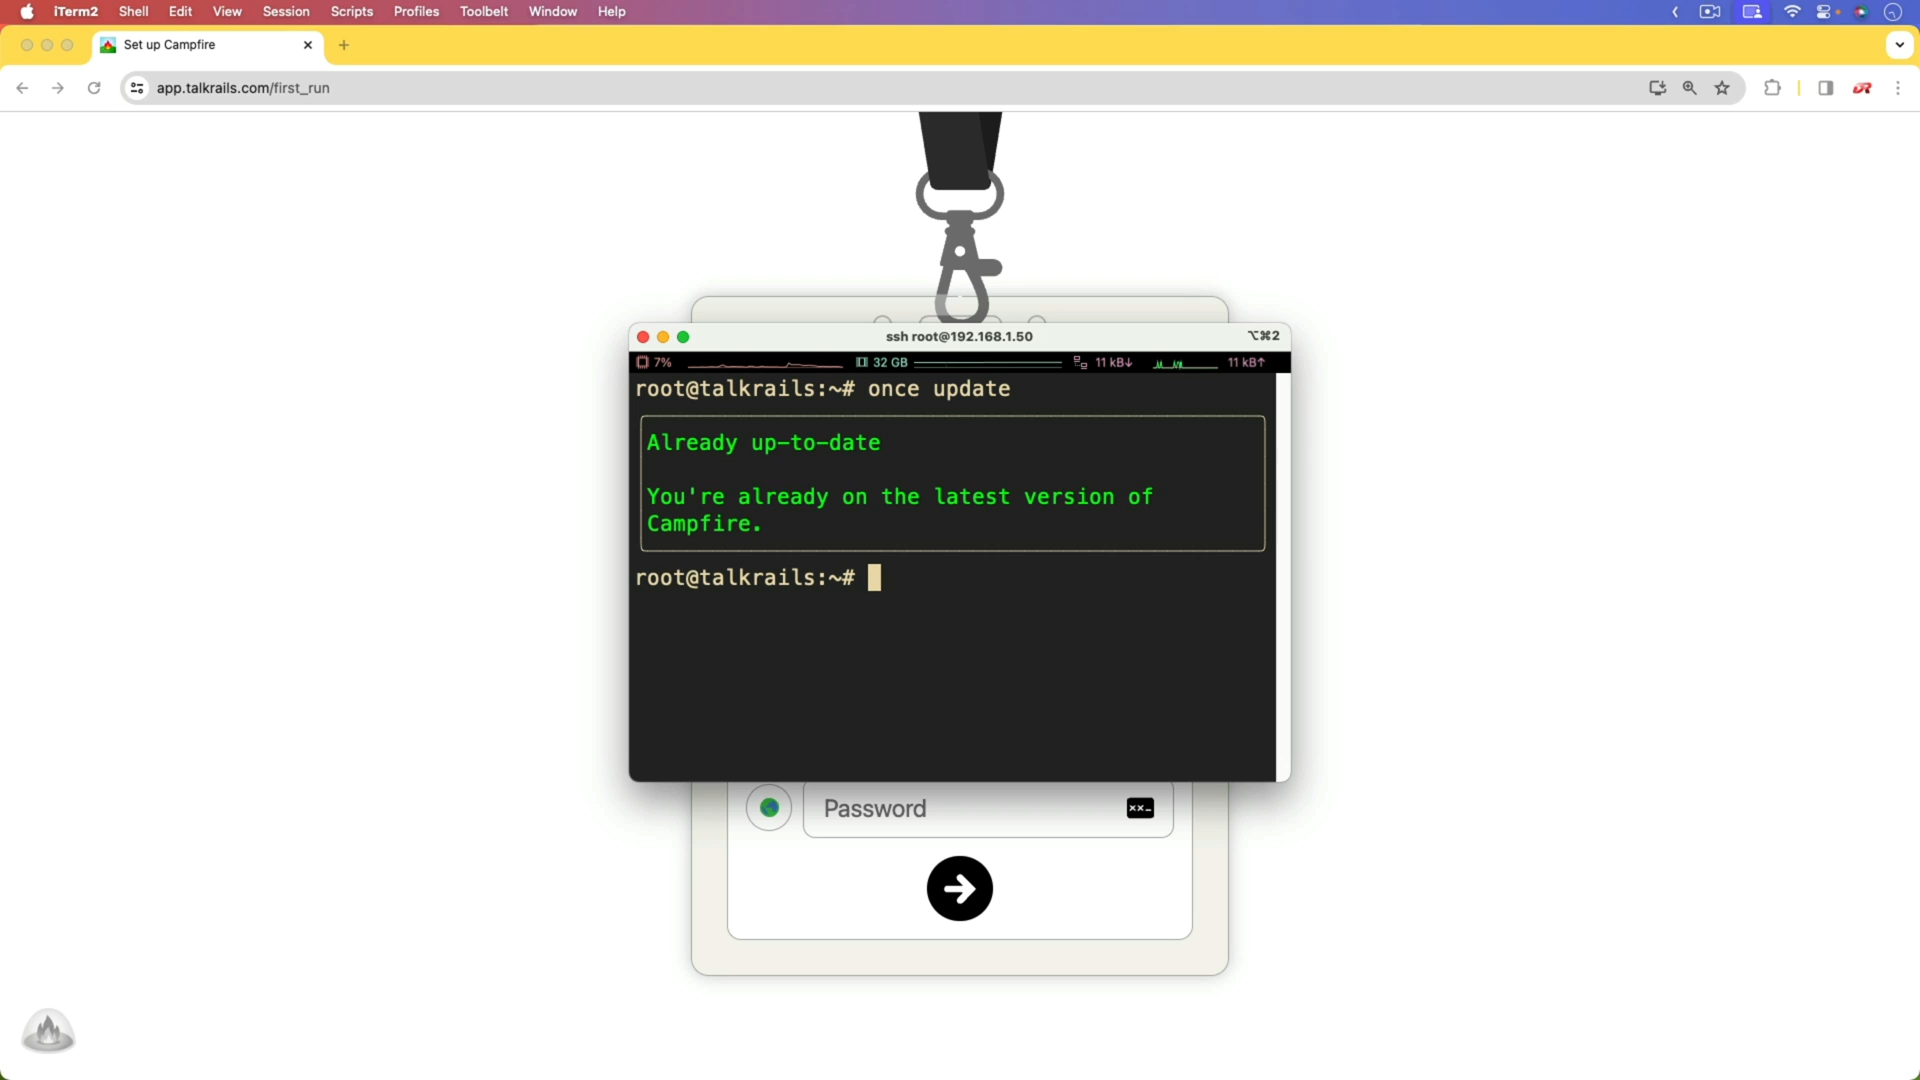 iTerm2 Shell Edit View Session Scripts Profiles Toolbelt Window Help
Set up Campfire
app.talkrails.com/first_run
ssh root@192.168.1.50
⌥⌘2
7% 32 GB 11 kB↓ 11 kB↑
root@talkrails:~# once update
Already up-to-date
You're already on the latest version of
Campfire.
root@talkrails:~#
Password